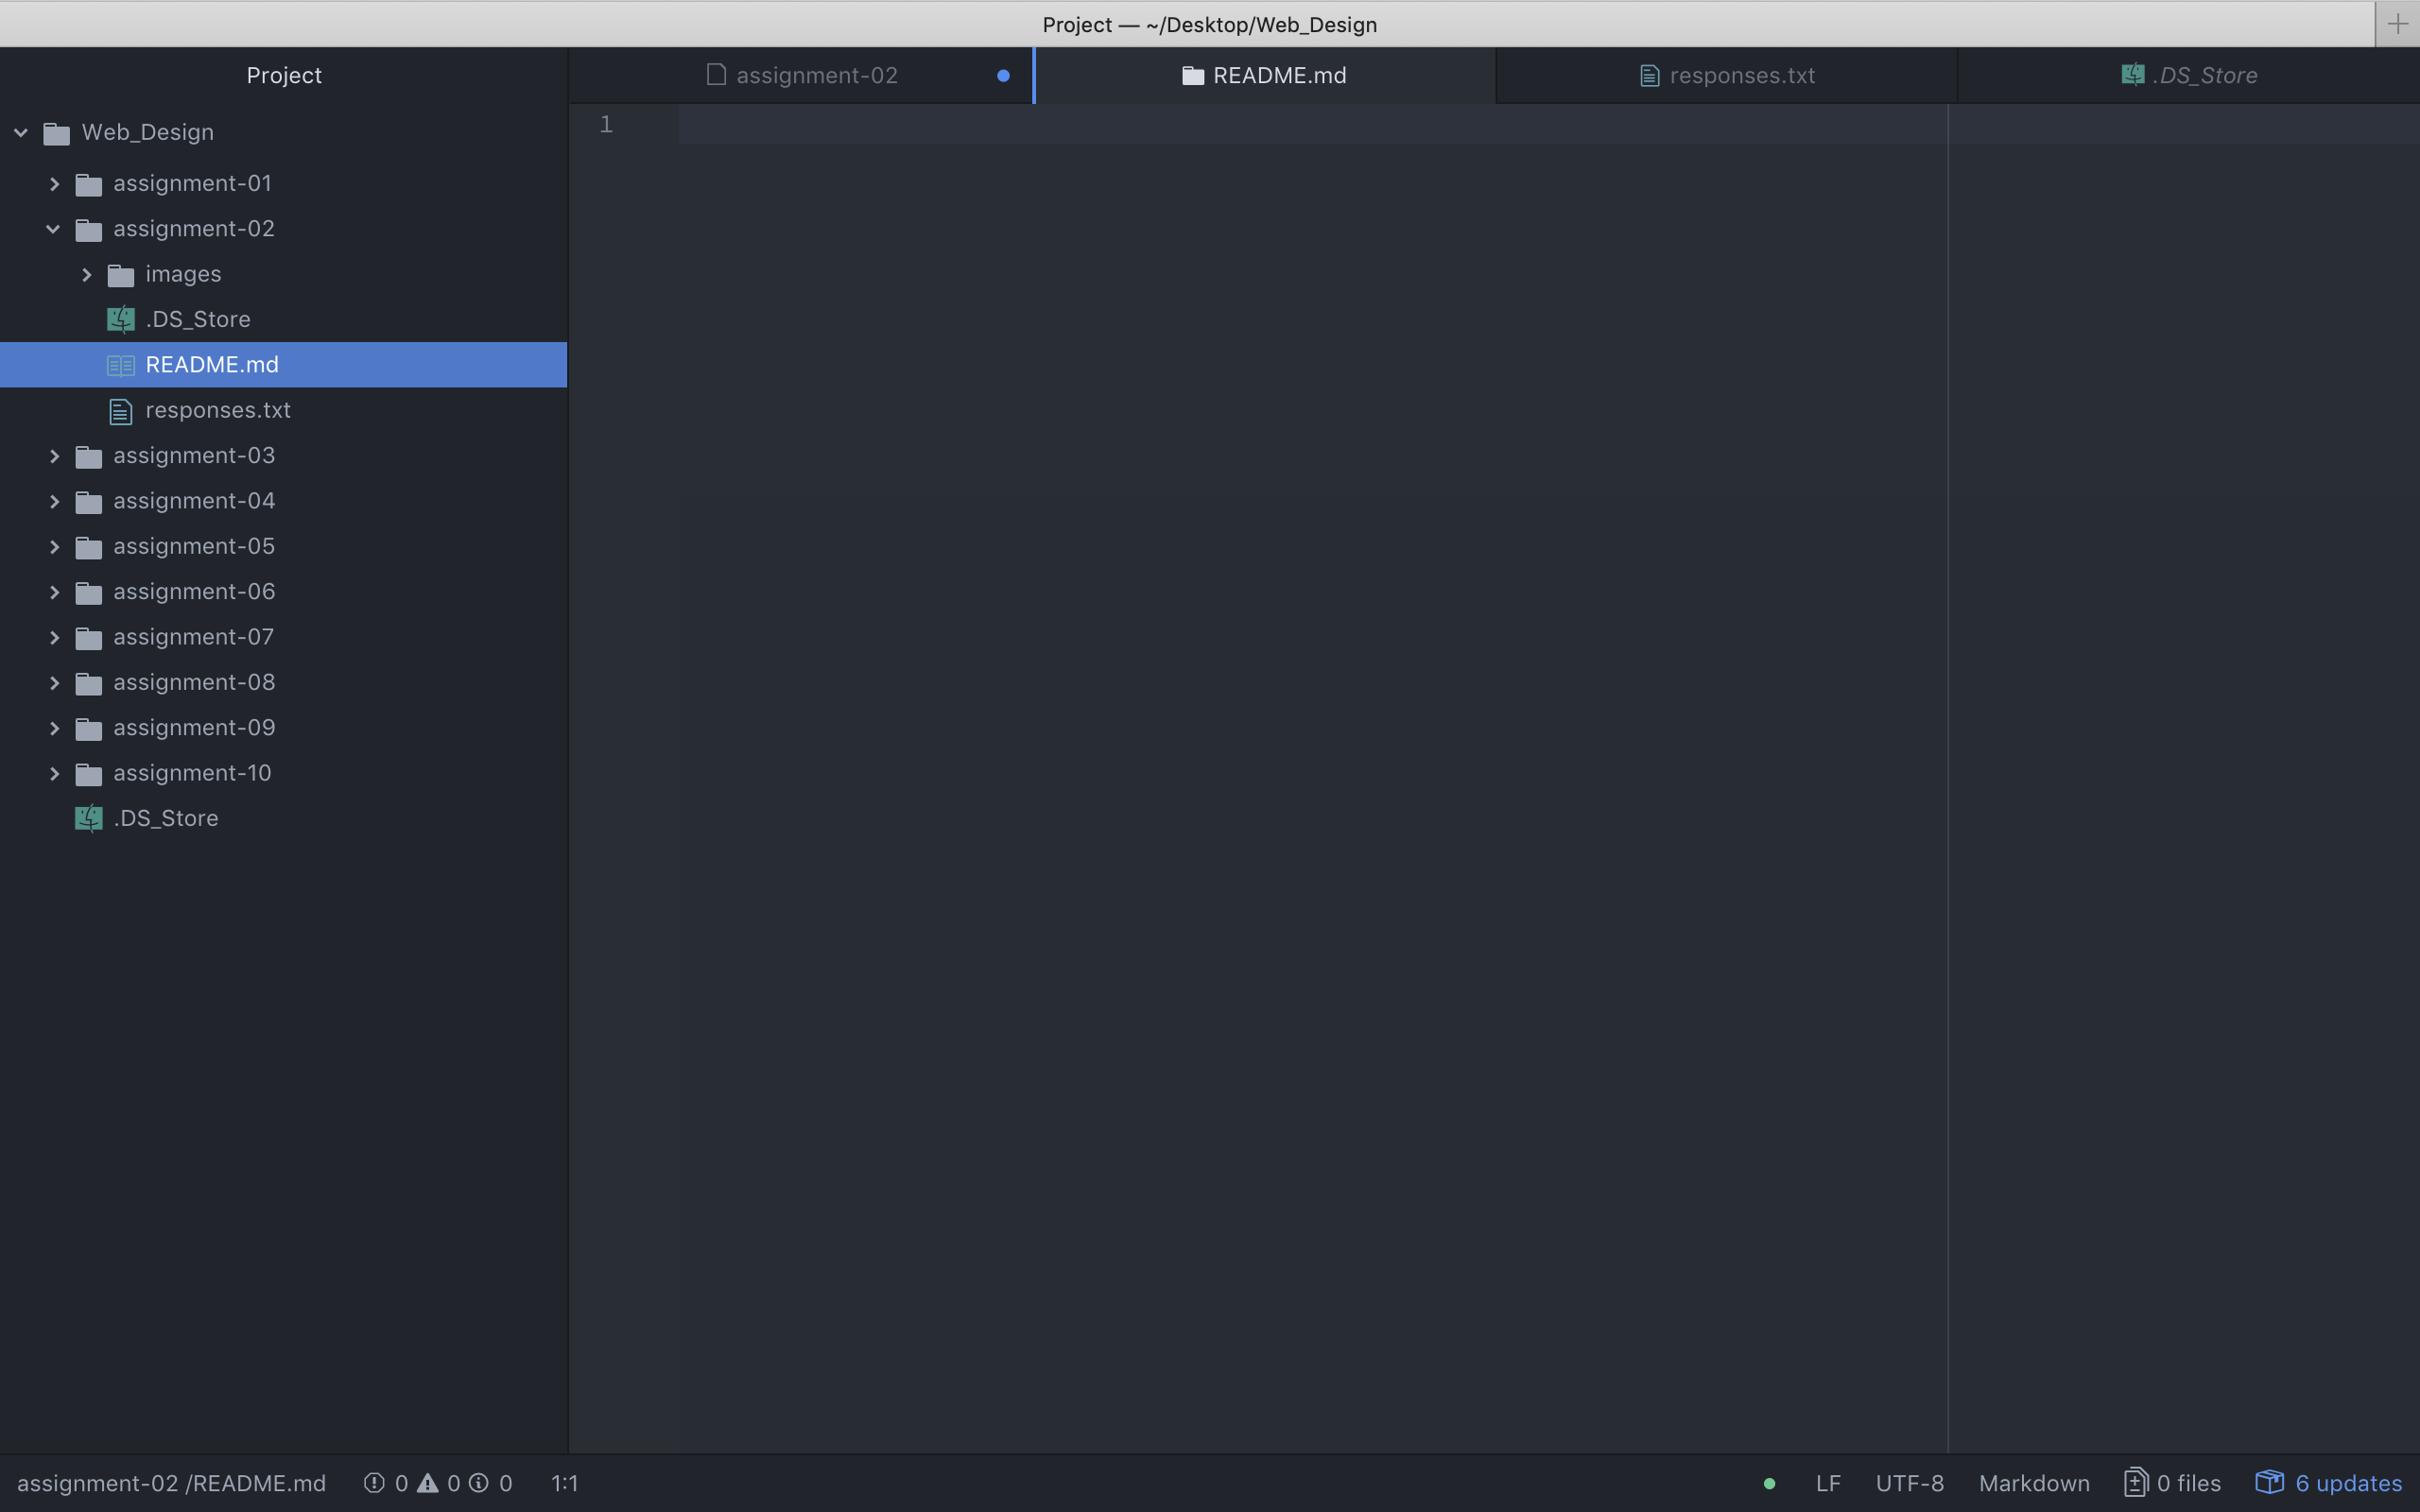 Project — ~/Desktop/Web_Design
Project
assignment-02
README.md
responses.txt
.DS_Store
Web_Design
assignment-01
assignment-02
images
.DS_Store
README.md
responses.txt
assignment-03
assignment-04
assignment-05
assignment-06
assignment-07
assignment-08
assignment-09
assignment-10
.DS_Store
1
assignment-02 /README.md 0 0 0 1:1 LF UTF-8 Markdown 0 files 6 updates